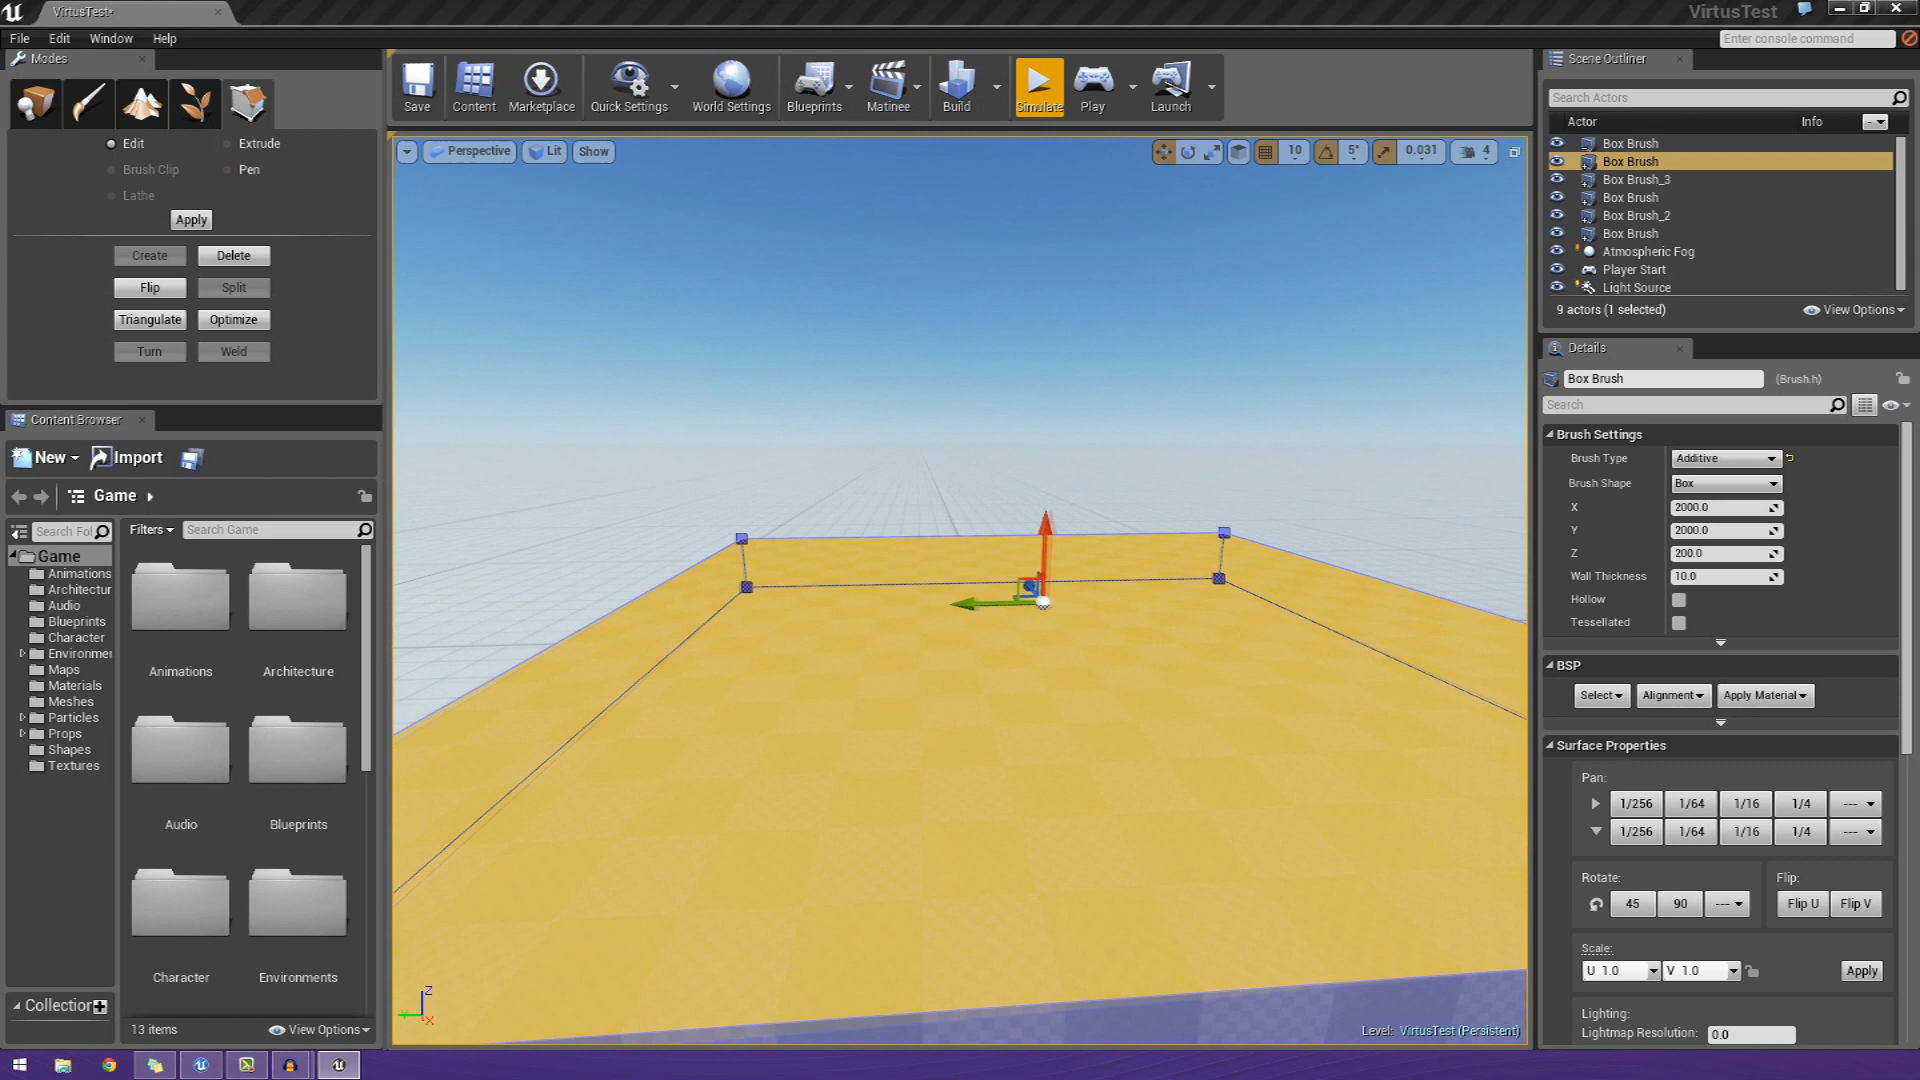 VirtusTest*
VirtusTest
File Edit Window Help
Enter console command
Modes
Edit
Extrude
Brush Clip
Pen
Lathe
Apply
Create
Delete
Flip
Split
Triangulate
Optimize
Turn
Weld
Save
Content
Marketplace
Quick Settings
World Settings
Blueprints
Matinee
Build
Simulate
Play
Launch
Perspective
Lit
Show
10
5°
0.031
4
Z
Y
X
Level: VirtusTest (Persistent)
Content Browser
New
Import
Game
Search Fol
Filters
Search Game
Game
Animations
Architectur
Audio
Blueprints
Character
Environmer
Maps
Materials
Meshes
Particles
Props
Shapes
Textures
Animations
Architecture
Audio
Blueprints
Character
Environments
Collection
13 items
View Options
Scene Outliner
Search Actors
Actor
Info
Box Brush
Box Brush
Box Brush_3
Box Brush
Box Brush_2
Box Brush
Atmospheric Fog
Player Start
Light Source
9 actors (1 selected)
View Options
Details
Box Brush
(Brush.h)
Search
Brush Settings
Brush Type
Additive
Brush Shape
Box
X
2000.0
Y
2000.0
Z
200.0
Wall Thickness
10.0
Hollow
Tessellated
BSP
Select
Alignment
Apply Material
Surface Properties
Pan:
1/256 1/64 1/16 1/4 ---
1/256 1/64 1/16 1/4 ---
Rotate:
Flip:
45 90 ---
Flip U Flip V
Scale:
U 1.0
V 1.0
Apply
Lighting:
Lightmap Resolution: 0.0